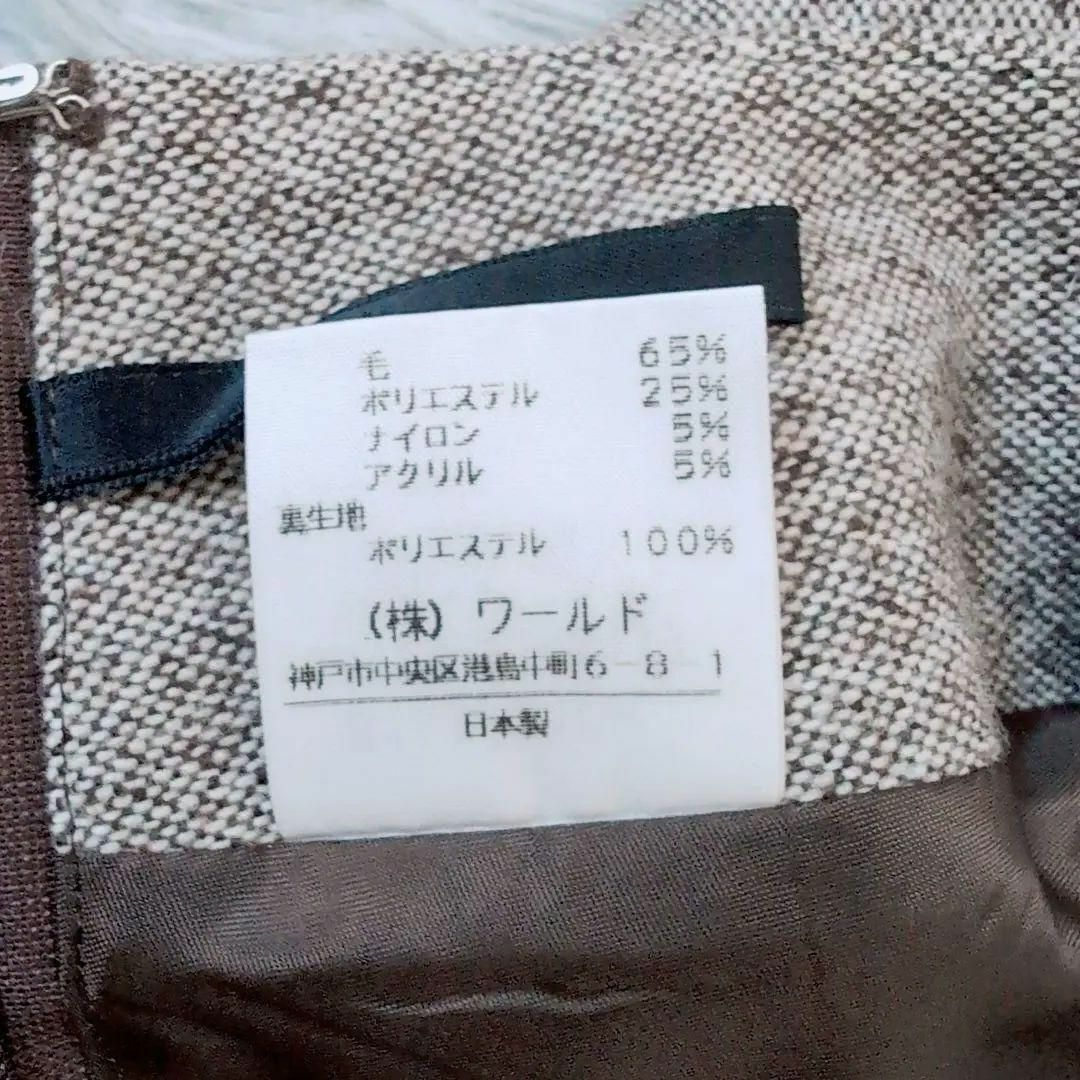 毛 65%
ポリエステル 25%
ナイロン 5%
アクリル 5%
裏生地
ポリエステル 100%
(株) ワールド
神戸市中央区港島中町6-8-1
日本製